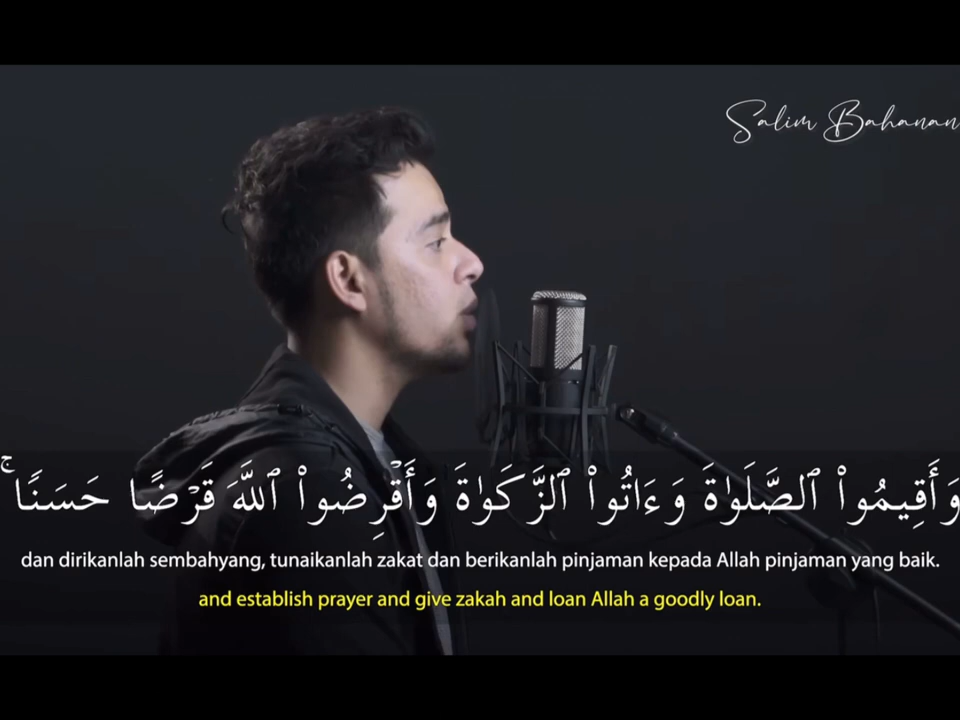 Salim Bahanan
وَأَقِيمُوا۟ ٱلصَّلَوٰةَ وَءَاتُوا۟ ٱلزَّكَوٰةَ وَأَقْرِضُوا۟ ٱللَّهَ قَرْضًا حَسَنًا ۚ
dan dirikanlah sembahyang, tunaikanlah zakat dan berikanlah pinjaman kepada Allah pinjaman yang baik.
and establish prayer and give zakah and loan Allah a goodly loan.